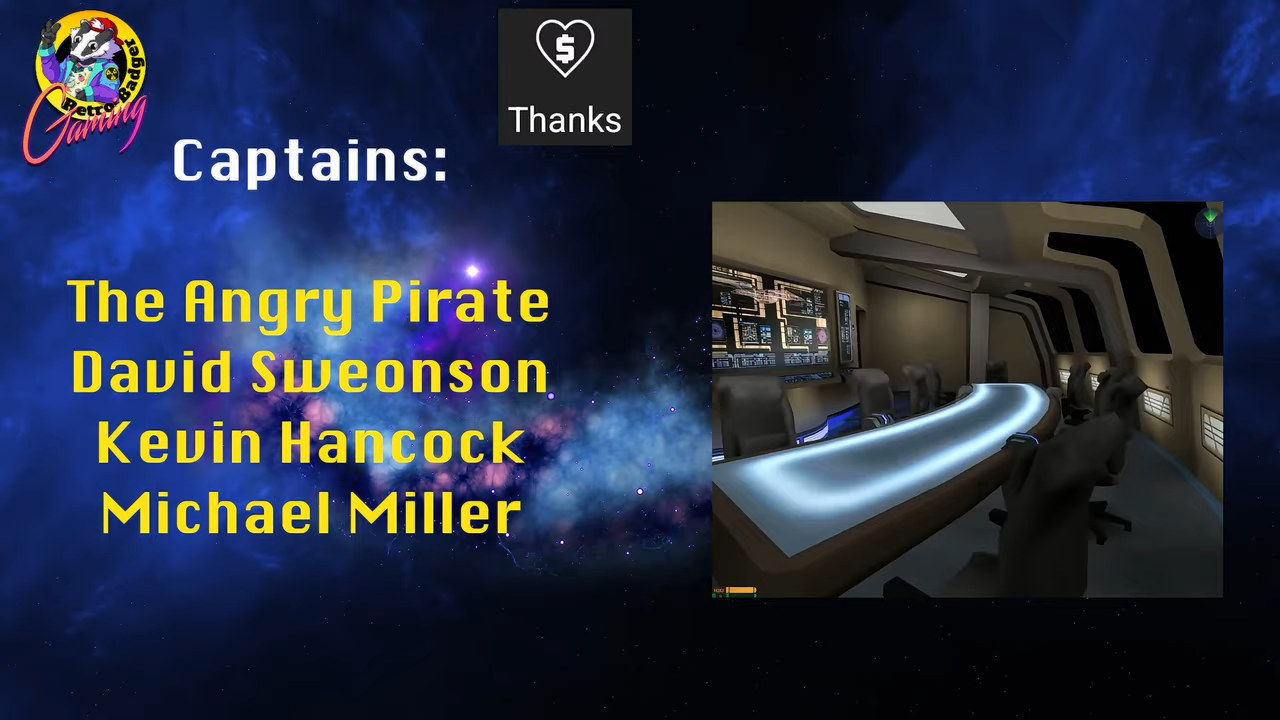 Retro Badger
Gaming
Thanks
Captains:
The Angry Pirate
David Sweonson
Kevin Hancock
Michael Miller